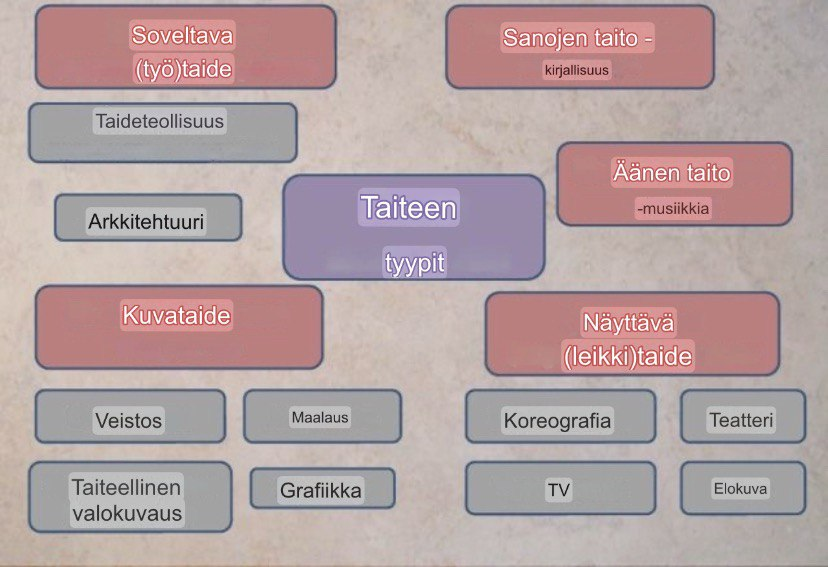 Soveltava
(työ)taide
Sanojen taito -
kirjallisuus
Taideteollisuus
Äänen taito
-musiikkia
Arkkitehtuuri
Taiteen
tyypit
Kuvataide
Näyttävä
(leikki)taide
Veistos
Maalaus
Koreografia
Teatteri
Taiteellinen
valokuvaus
Grafiikka
TV
Elokuva